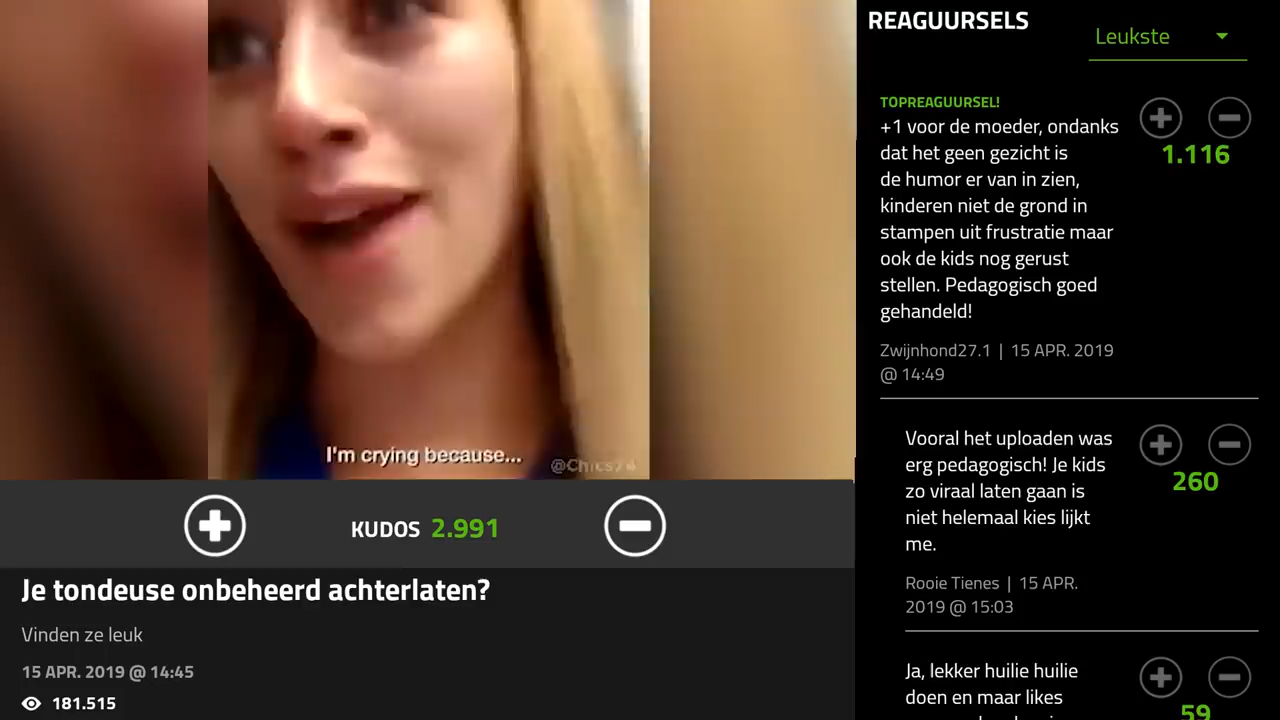 I'm crying because...
KUDOS 2.991
Je tondeuse onbeheerd achterlaten?
Vinden ze leuk
15 APR. 2019 @ 14:45
181.515
REAGUURSELS
Leukste
TOPREAGUURSEL!
+1 voor de moeder, ondanks
dat het geen gezicht is
de humor er van in zien,
kinderen niet de grond in
stampen uit frustratie maar
ook de kids nog gerust
stellen. Pedagogisch goed
gehandeld!
1.116
Zwijnhond27.1 | 15 APR. 2019
@ 14:49
Vooral het uploaden was
erg pedagogisch! Je kids
zo viraal laten gaan is
niet helemaal kies lijkt
me.
260
Rooie Tienes | 15 APR.
2019 @ 15:03
Ja, lekker huilie huilie
doen en maar likes
59